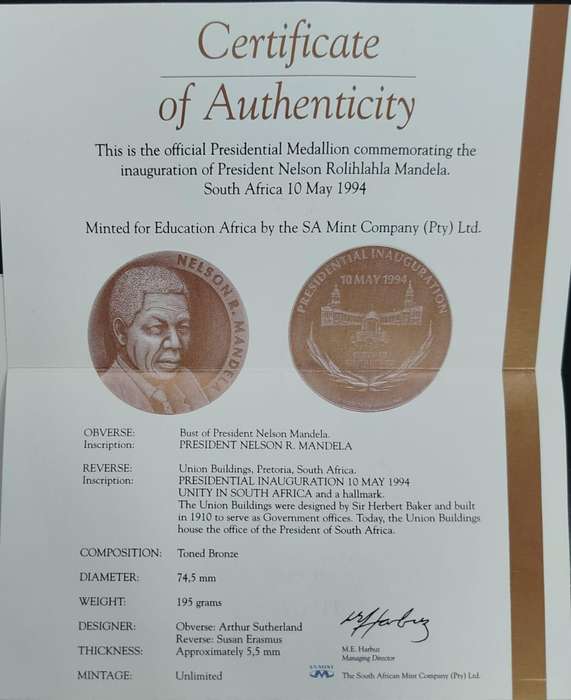 Certificate
of Authenticity
This is the official Presidential Medallion commemorating the
inauguration of President Nelson Rolihlahla Mandela.
South Africa 10 May 1994
Minted for Education Africa by the SA Mint Company (Pty) Ltd.
NELSON R. MANDELA
PRESIDENTIAL INAUGURATION
10 MAY 1994
OBVERSE: Bust of President Nelson Mandela.
Inscription: PRESIDENT NELSON R. MANDELA
REVERSE: Union Buildings, Pretoria, South Africa.
Inscription: PRESIDENTIAL INAUGURATION 10 MAY 1994
UNITY IN SOUTH AFRICA and a hallmark.
The Union Buildings were designed by Sir Herbert Baker and built
in 1910 to serve as Government offices. Today, the Union Buildings
house the office of the President of South Africa.
COMPOSITION: Toned Bronze
DIAMETER: 74,5 mm
WEIGHT: 195 grams
DESIGNER: Obverse: Arthur Sutherland
Reverse: Susan Erasmus
THICKNESS: Approximately 5,5 mm
MINTAGE: Unlimited
M.E. Harbuz
Managing Director
SA MINT
The South African Mint Company (Pty) Ltd.